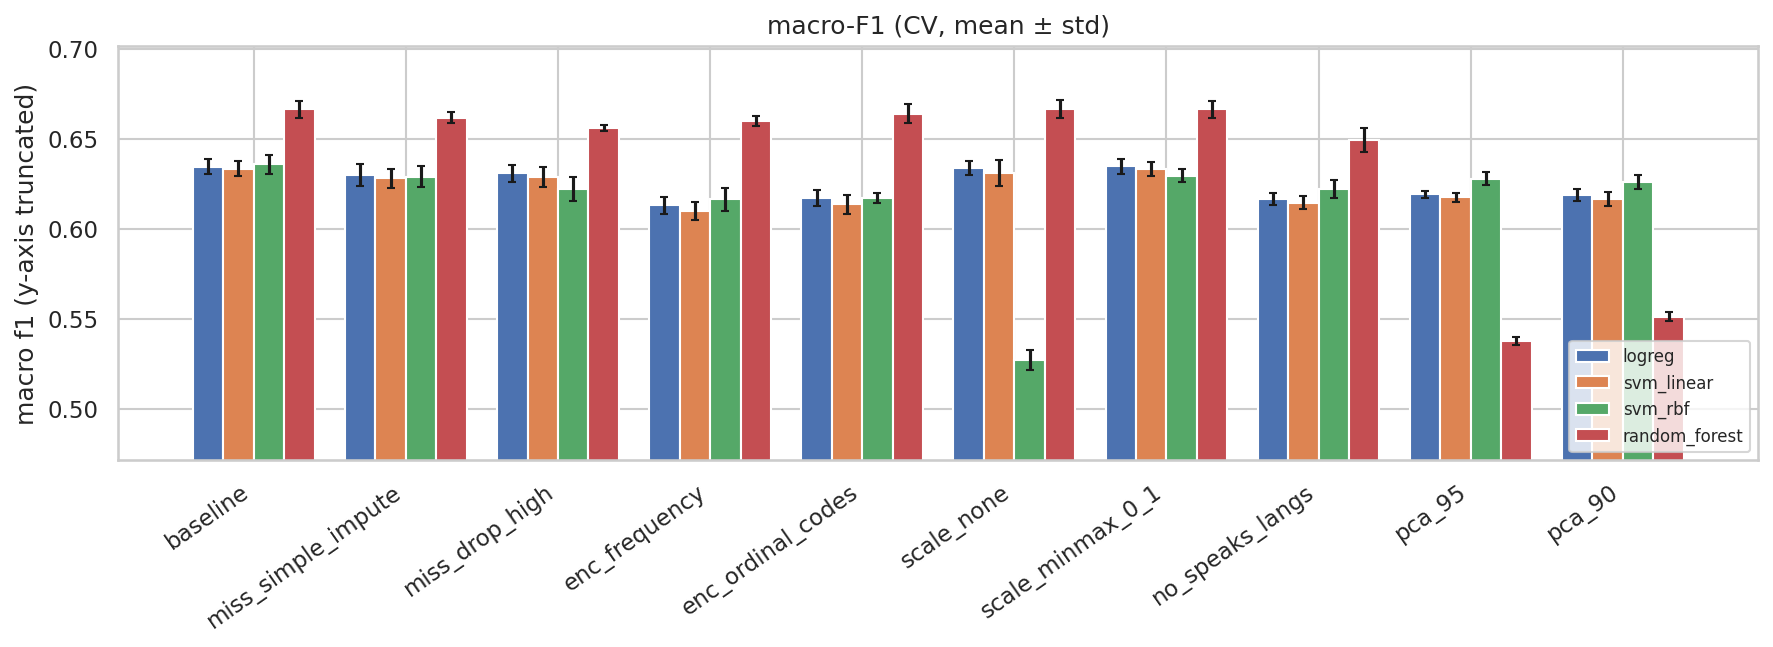 macro-F1 (CV, mean ± std)
macro f1 (y-axis truncated)
0.70
0.65
0.60
0.55
0.50
logreg
svm_linear
svm_rbf
random_forest
baseline
miss_simple_impute
miss_drop_high
enc_frequency
enc_ordinal_codes
scale_none
scale_minmax_0_1
no_speaks_langs
pca_95
pca_90